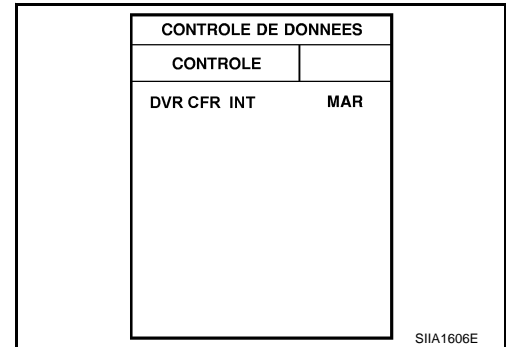 CONTROLE DE DONNEES
CONTROLE
DVR CFR INT MAR
SIIA1606E